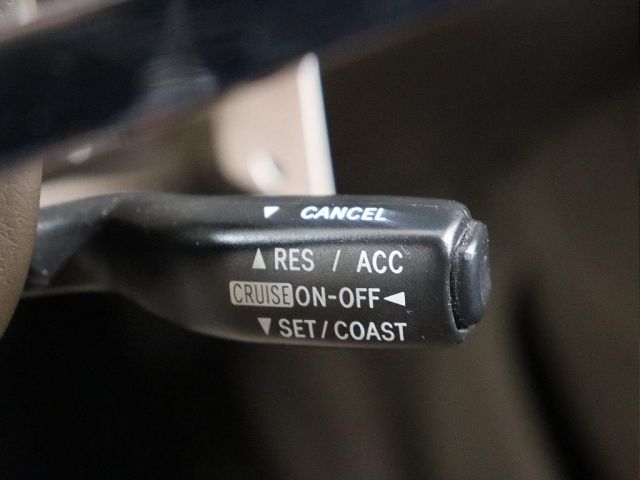 ▼ CANCEL
▲ RES / ACC
CRUISE ON-OFF ◀
▼ SET / COAST